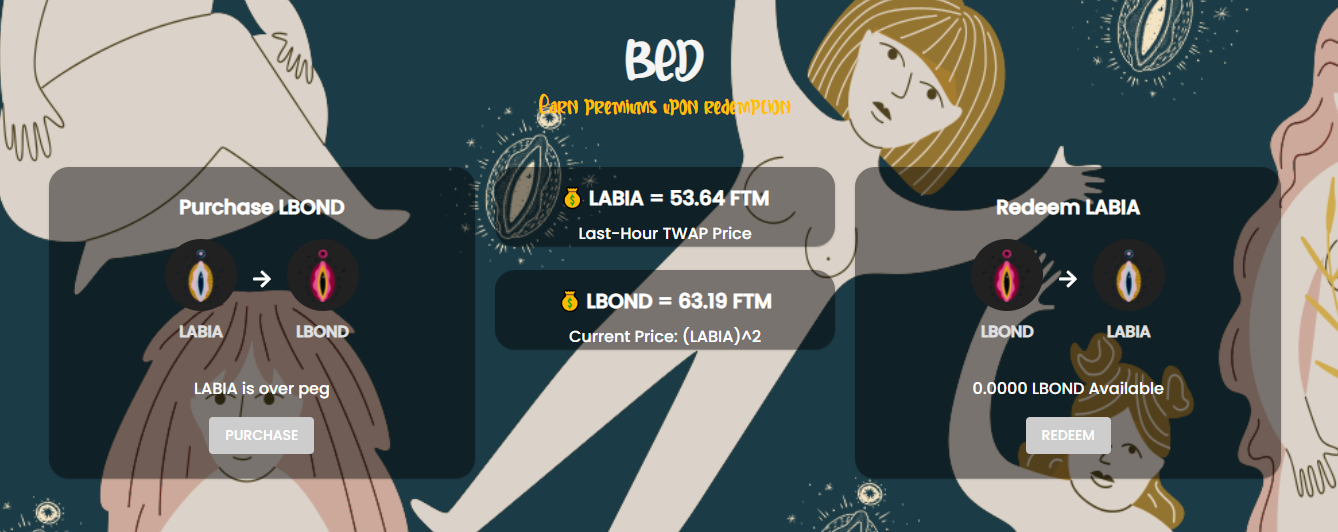 BeD
Earn Premiums upon redemption
Purchase LBOND
LABIA
LBOND
LABIA is over peg
PURCHASE
LABIA = 53.64 FTM
Last-Hour TWAP Price
LBOND = 63.19 FTM
Current Price: (LABIA)^2
Redeem LABIA
LBOND
LABIA
0.0000 LBOND Available
REDEEM